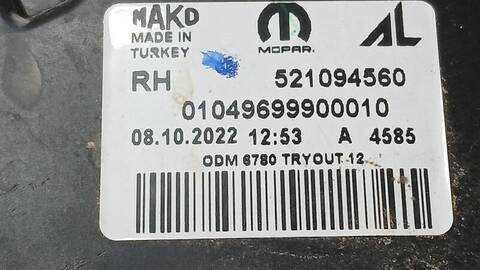 MAKO
MADE IN
TURKEY
MOPAR.
AL
RH 521094560
01049699900010
08.10.2022 12:53 A 4585
ODM 6780 TRYOUT 12